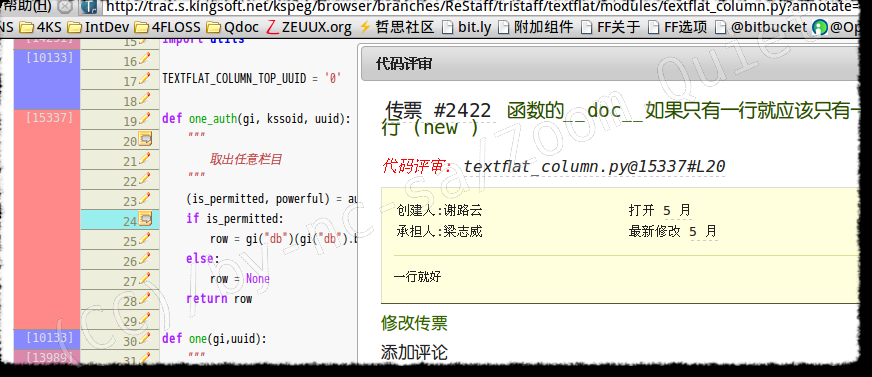 帮助(H) http://trac.s.kingsoft.net/kspeg/browser/branches/ReStaff/tristaff/textflat/modules/textflat_column.py?annotate=
NS 4KS IntDev 4FLOSS Qdoc ZEUUX.org 哲思社区 bit.ly 附加组件 FF关于 FF选项 @bitbucket @Op
15 import utils
[10133] 16
17 TEXTFLAT_COLUMN_TOP_UUID = '0'
18
[15337] 19 def one_auth(gi, kssoid, uuid):
20 """
21 取出任意栏目
22 """
23 (is_permitted, powerful) = au
24 if is_permitted:
25 row = gi("db")(gi("db").b
26 else:
27 row = None
28 return row
29
[10133] 30 def one(gi,uuid):
[13989] 31 """
代码评审
传票 #2422 函数的__doc__如果只有一行就应该只有一
行 (new )
代码评审: textflat_column.py@15337#L20
创建人:谢路云 打开 5 月
承担人:梁志威 最新修改 5 月
一行就好
修改传票
添加评论
(cc)/by-nc-sa/Zoom.Quiet